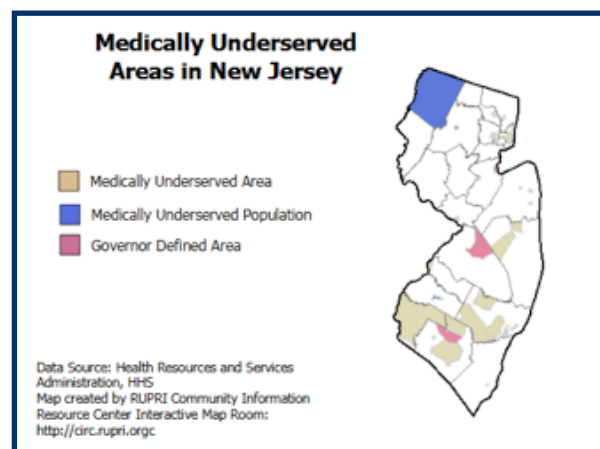 Medically Underserved
Areas in New Jersey
Medically Underserved Area
Medically Underserved Population
Governor Defined Area
Data Source: Health Resources and Services
Administration, HHS
Map created by RUPRI Community Information
Resource Center Interactive Map Room:
http://circ.rupri.orgc